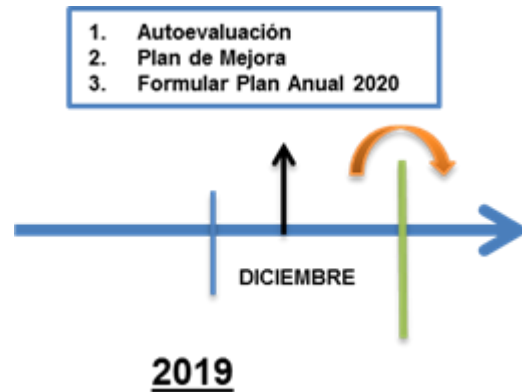 1. Autoevaluación
2. Plan de Mejora
3. Formular Plan Anual 2020
DICIEMBRE
2019